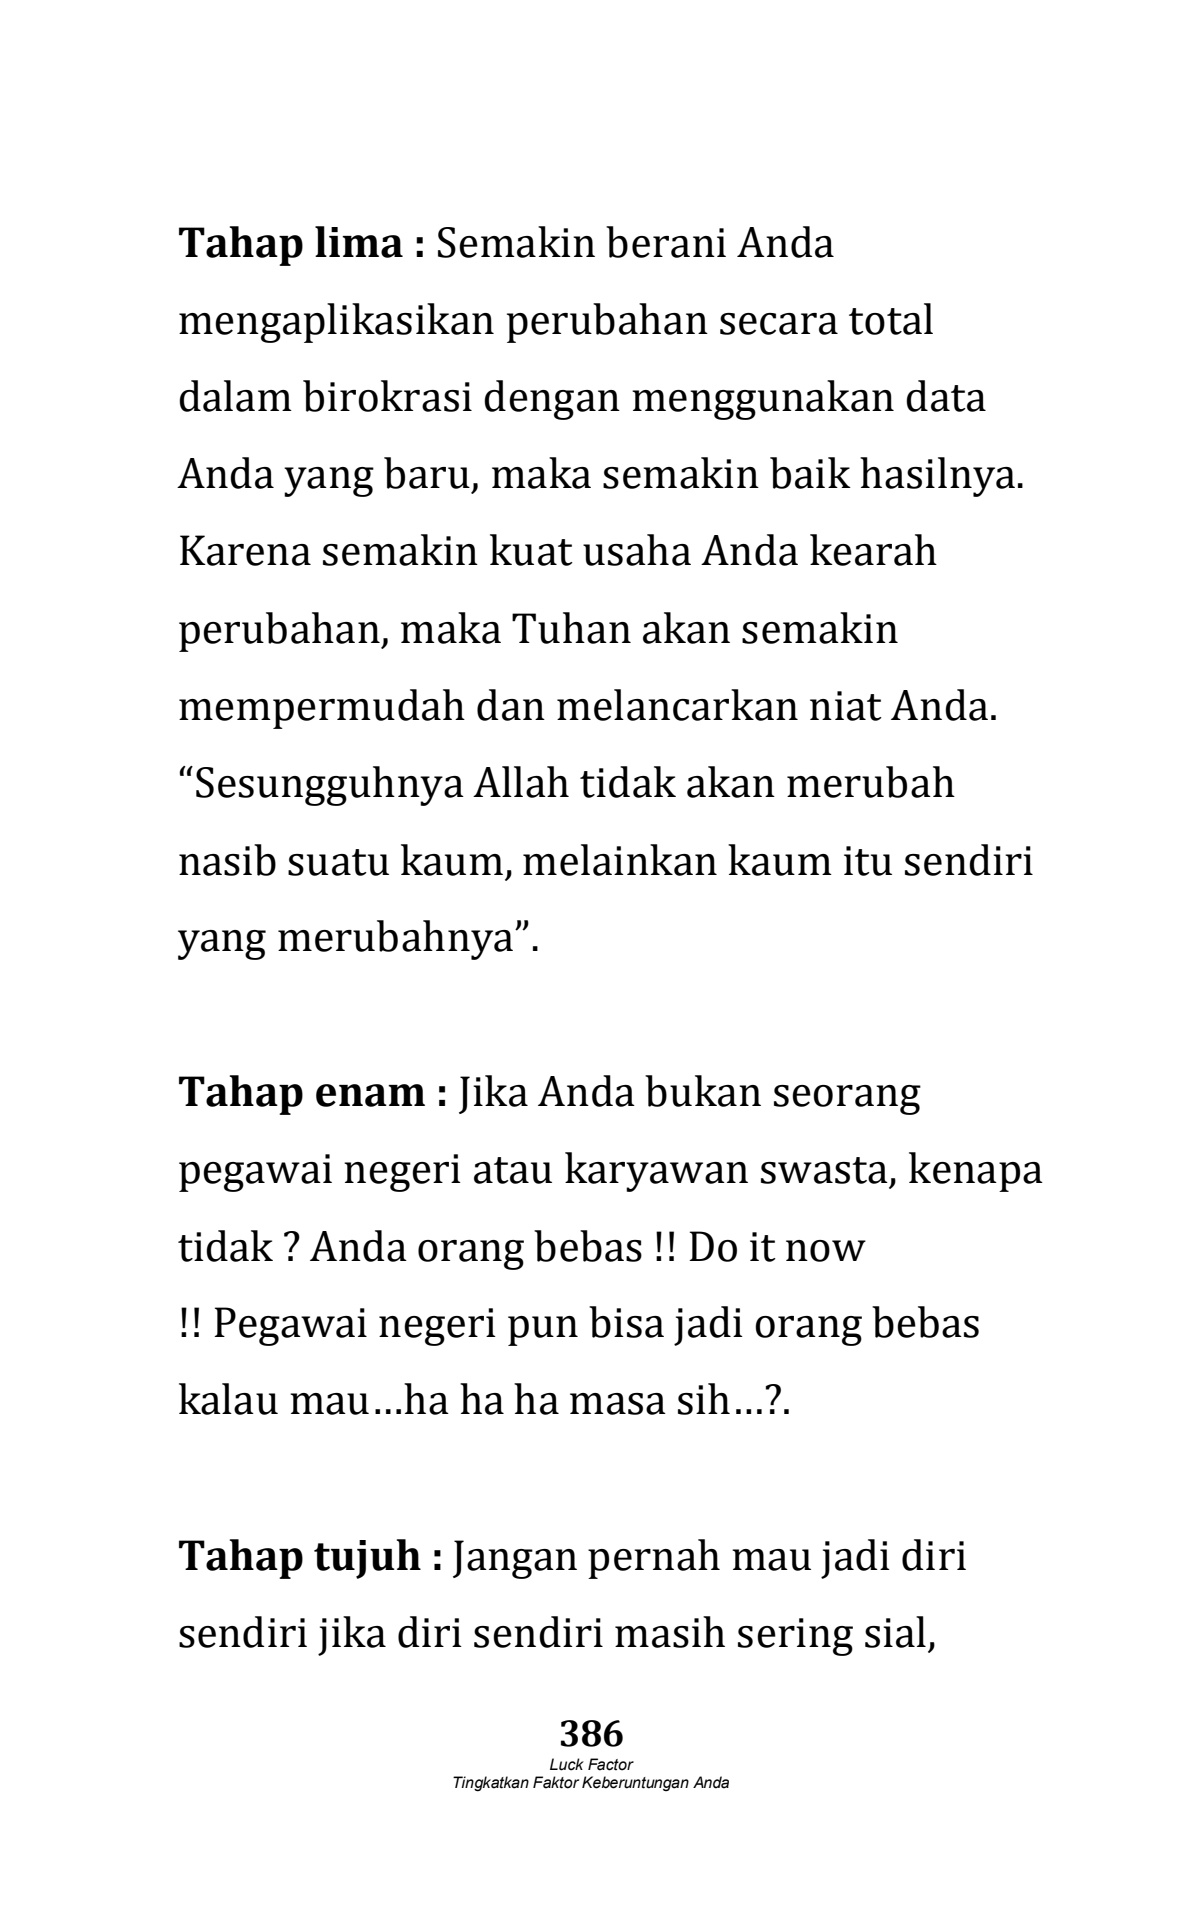 Tahap lima : Semakin berani Anda
mengaplikasikan perubahan secara total
dalam birokrasi dengan menggunakan data
Anda yang baru, maka semakin baik hasilnya.
Karena semakin kuat usaha Anda kearah
perubahan, maka Tuhan akan semakin
mempermudah dan melancarkan niat Anda.
“Sesungguhnya Allah tidak akan merubah
nasib suatu kaum, melainkan kaum itu sendiri
yang merubahnya”.
Tahap enam : Jika Anda bukan seorang
pegawai negeri atau karyawan swasta, kenapa
tidak ? Anda orang bebas !! Do it now
!! Pegawai negeri pun bisa jadi orang bebas
kalau mau…ha ha ha masa sih…?.
Tahap tujuh : Jangan pernah mau jadi diri
sendiri jika diri sendiri masih sering sial,
386
Luck Factor
Tingkatkan Faktor Keberuntungan Anda